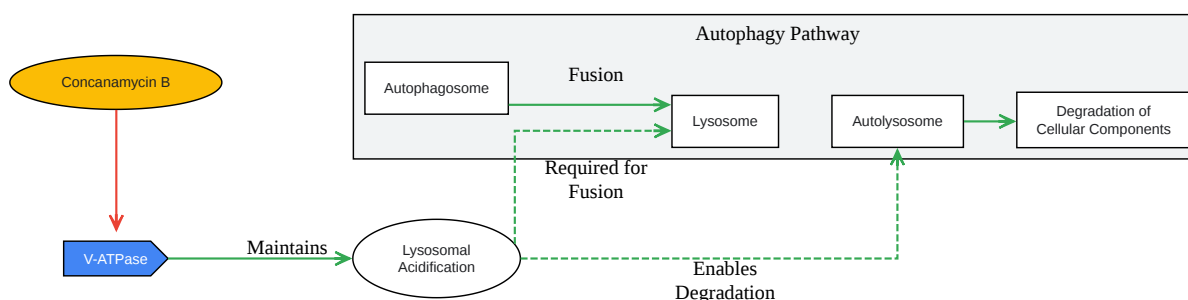 Autophagy Pathway
Concanamycin B
Autophagosome
Fusion
Lysosome
Autolysosome
Degradation of
Cellular Components
Required for
Fusion
V-ATPase
Maintains
Lysosomal
Acidification
Enables
Degradation